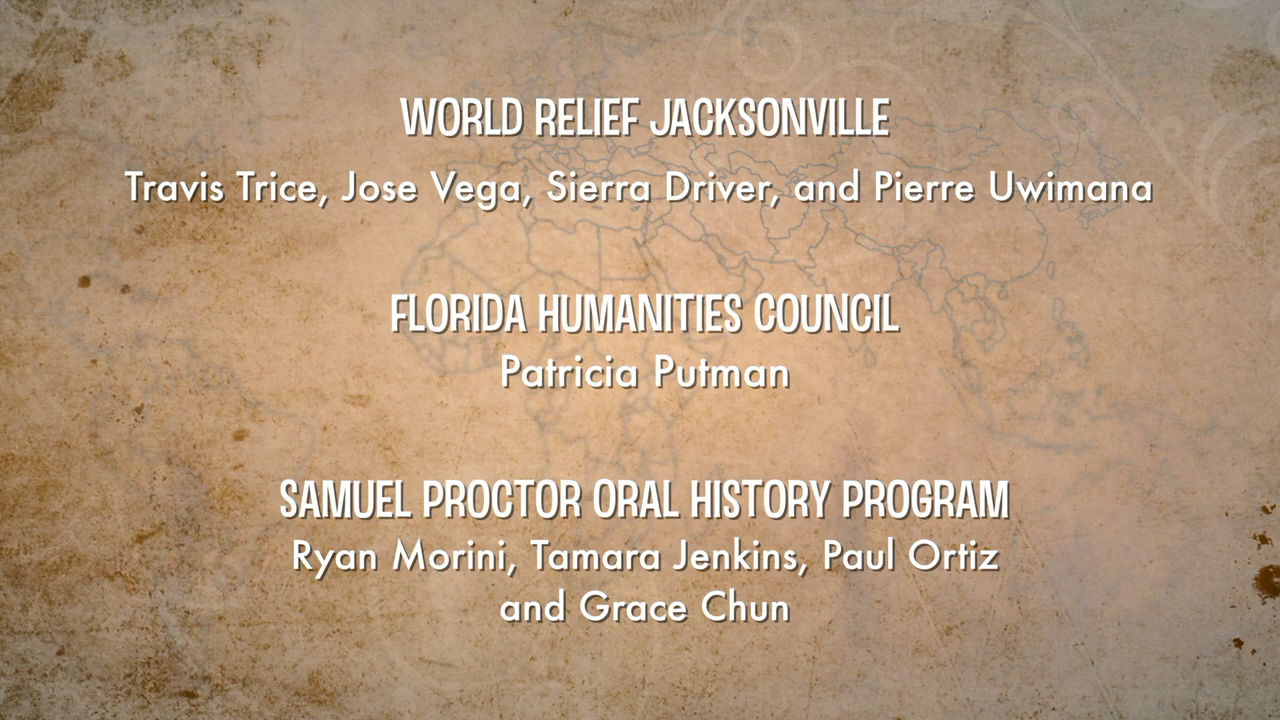 WORLD RELIEF JACKSONVILLE
Travis Trice, Jose Vega, Sierra Driver, and Pierre Uwimana
FLORIDA HUMANITIES COUNCIL
Patricia Putman
SAMUEL PROCTOR ORAL HISTORY PROGRAM
Ryan Morini, Tamara Jenkins, Paul Ortiz
and Grace Chun